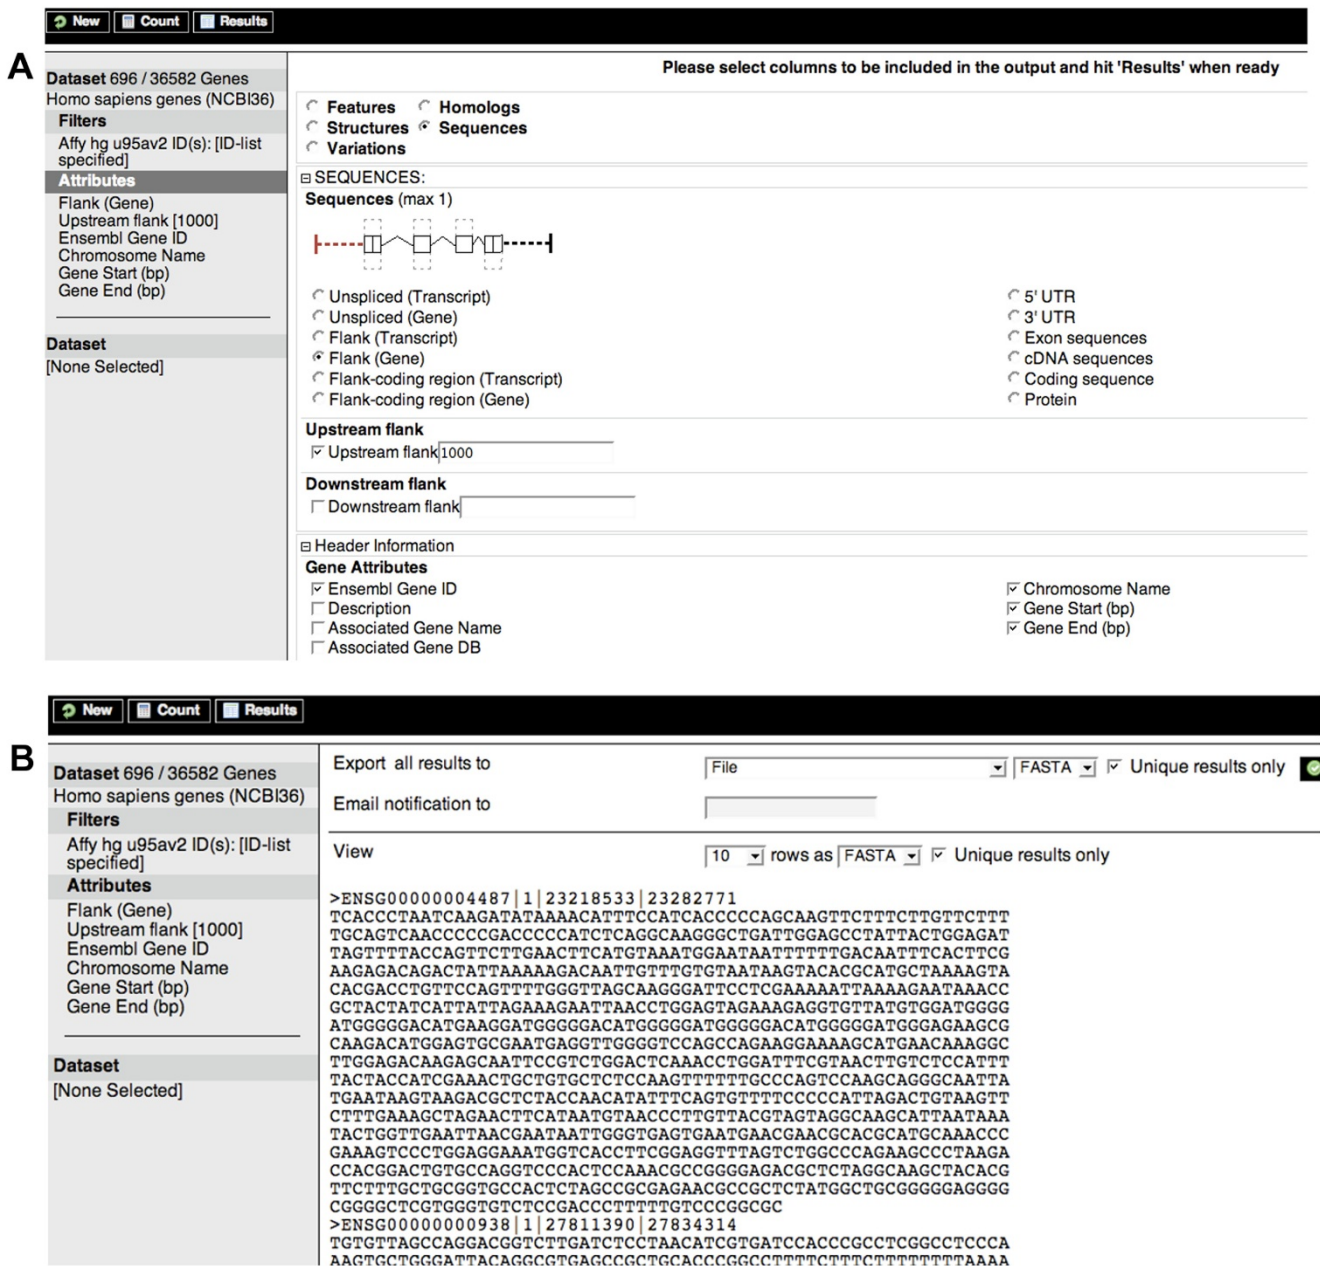 New Count Results
A
Dataset 696 / 36582 Genes
Homo sapiens genes (NCBI36)
Filters
Affy hg u95av2 ID(s): [ID-list
specified]
Attributes
Flank (Gene)
Upstream flank [1000]
Ensembl Gene ID
Chromosome Name
Gene Start (bp)
Gene End (bp)
Dataset
[None Selected]
Please select columns to be included in the output and hit 'Results' when ready
Features Homologs
Structures Sequences
Variations
SEQUENCES:
Sequences (max 1)
Unspliced (Transcript) 5' UTR
Unspliced (Gene) 3' UTR
Flank (Transcript) Exon sequences
Flank (Gene) cDNA sequences
Flank-coding region (Transcript) Coding sequence
Flank-coding region (Gene) Protein
Upstream flank
Upstream flank 1000
Downstream flank
Downstream flank
Header Information
Gene Attributes
Ensembl Gene ID Chromosome Name
Description Gene Start (bp)
Associated Gene Name Gene End (bp)
Associated Gene DB
New Count Results
B
Dataset 696 / 36582 Genes
Homo sapiens genes (NCBI36)
Filters
Affy hg u95av2 ID(s): [ID-list
specified]
Attributes
Flank (Gene)
Upstream flank [1000]
Ensembl Gene ID
Chromosome Name
Gene Start (bp)
Gene End (bp)
Dataset
[None Selected]
Export all results to File FASTA Unique results only
Email notification to
View 10 rows as FASTA Unique results only
>ENSG00000004487|1|23218533|23282771
TCACCCTAATCAAGATATAAAACATTTCCATCACCCCCAGCAAGTTCTTTCTTGTTCTTT
TGCAGTCAACCCCCGACCCCCATCTCAGGCAAGGGCTGATTGGAGCCTATTACTGGAGAT
TAGTTTTACCAGTTCTTGAACTTCATGTAAATGGAATAATTTTTTGACAATTTCACTTCG
AAGAGACAGACTATTAAAAAGACAATTGTTTGTGTAATAAGTACACGCATGCTAAAAGTA
CACGACCTGTTCCAGTTTTGGGTTAGCAAGGGATTCCTCGAAAAATTAAAAGAATAAACC
GCTACTATCATTATTAGAAAGAATTAACCTGGAGTAGAAAGAGGTGTTATGTGGATGGGG
ATGGGGGACATGAAGGATGGGGGACATGGGGGATGGGGGACATGGGGGATGGGAGAAGCG
CAAGACATGGAGTGCGAATGAGGTTGGGGTCCAGCCAGAAGGAAAAGCATGAACAAAGGC
TTGGAGACAAGAGCAATTCCGTCTGGACTCAAACCTGGATTTCGTAACTTGTCTCCATTT
TACTACCATCGAAACTGCTGTGCTCTCCAAGTTTTTTGCCCAGTCCAAGCAGGGCAATTA
TGAATAAGTAAGACGCTCTACCAACATATTTCAGTGTTTTCCCCCATTAGACTGTAAGTT
CTTTGAAAGCTAGAACTTCATAATGTAACCCTTGTTACGTAGTAGGCAAGCATTAATAAA
TACTGGTTGAATTAACGAATAATTGGGTGAGTGAATGAACGAACGCACGCATGCAAACCC
GAAAGTCCCTGGAGGAAATGGTCACCTTCGGAGGTTTAGTCTGGCCCAGAAGCCCTAAGA
CCACGGACTGTGCCAGGTCCCACTCCAAACGCCGGGGAGACGCTCTAGGCAAGCTACACG
TTCTTTGCTGCGGTGCCACTCTAGCCGCGAGAACGCCGCTCTATGGCTGCGGGGGAGGGG
CGGGGCTCGTGGGTGTCTCCGACCCTTTTTGTCCCGGCGC
>ENSG00000000938|1|27811390|27834314
TGTGTTAGCCAGGACGGTCTTGATCTCCTAACATCGTGATCCACCCGCCTCGGCCTCCCA
AAGTGCTGGGATTACAGGCGTGAGCCGCTGCACCCGGCCTTTTCTTTCTTTTTTTTAAAA